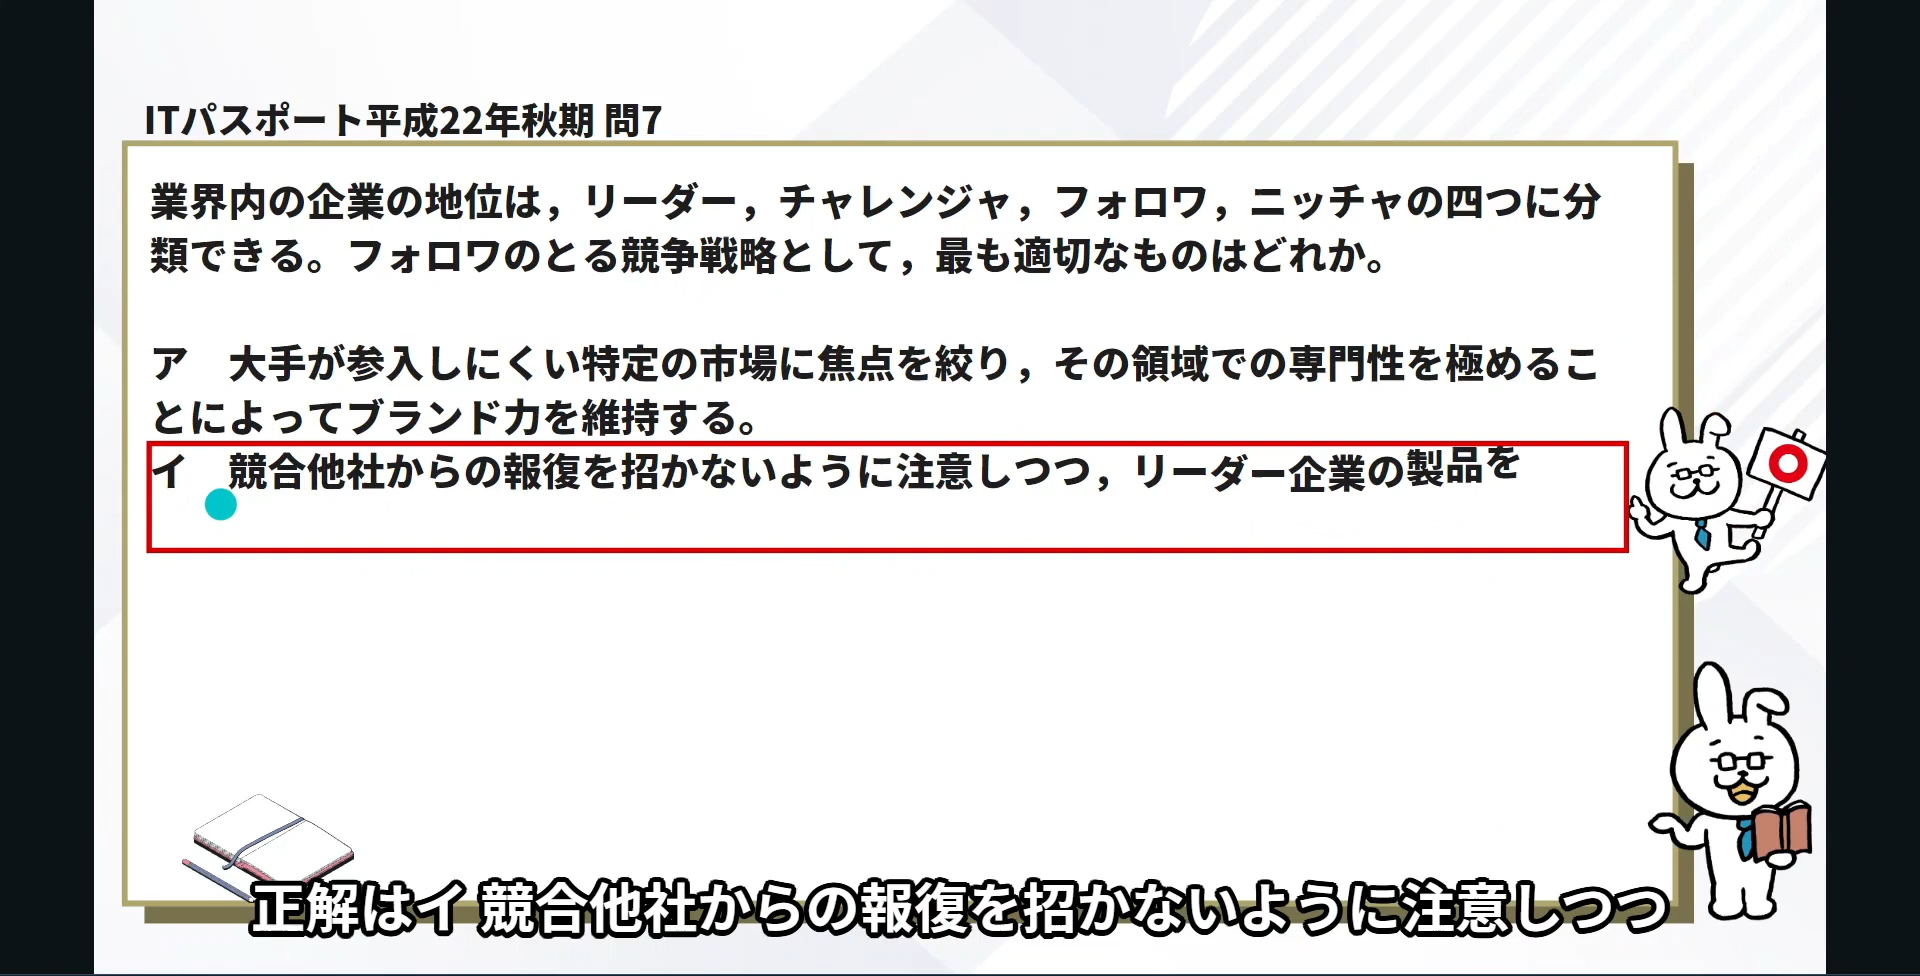 ITパスポート平成22年秋期 問7
業界内の企業の地位は，リーダー，チャレンジャ，フォロワ，ニッチャの四つに分
類できる。フォロワのとる競争戦略として，最も適切なものはどれか。
ア　大手が参入しにくい特定の市場に焦点を絞り，その領域での専門性を極めるこ
とによってブランド力を維持する。
イ　競合他社からの報復を招かないように注意しつつ，リーダー企業の製品を
正解はイ 競合他社からの報復を招かないように注意しつつ